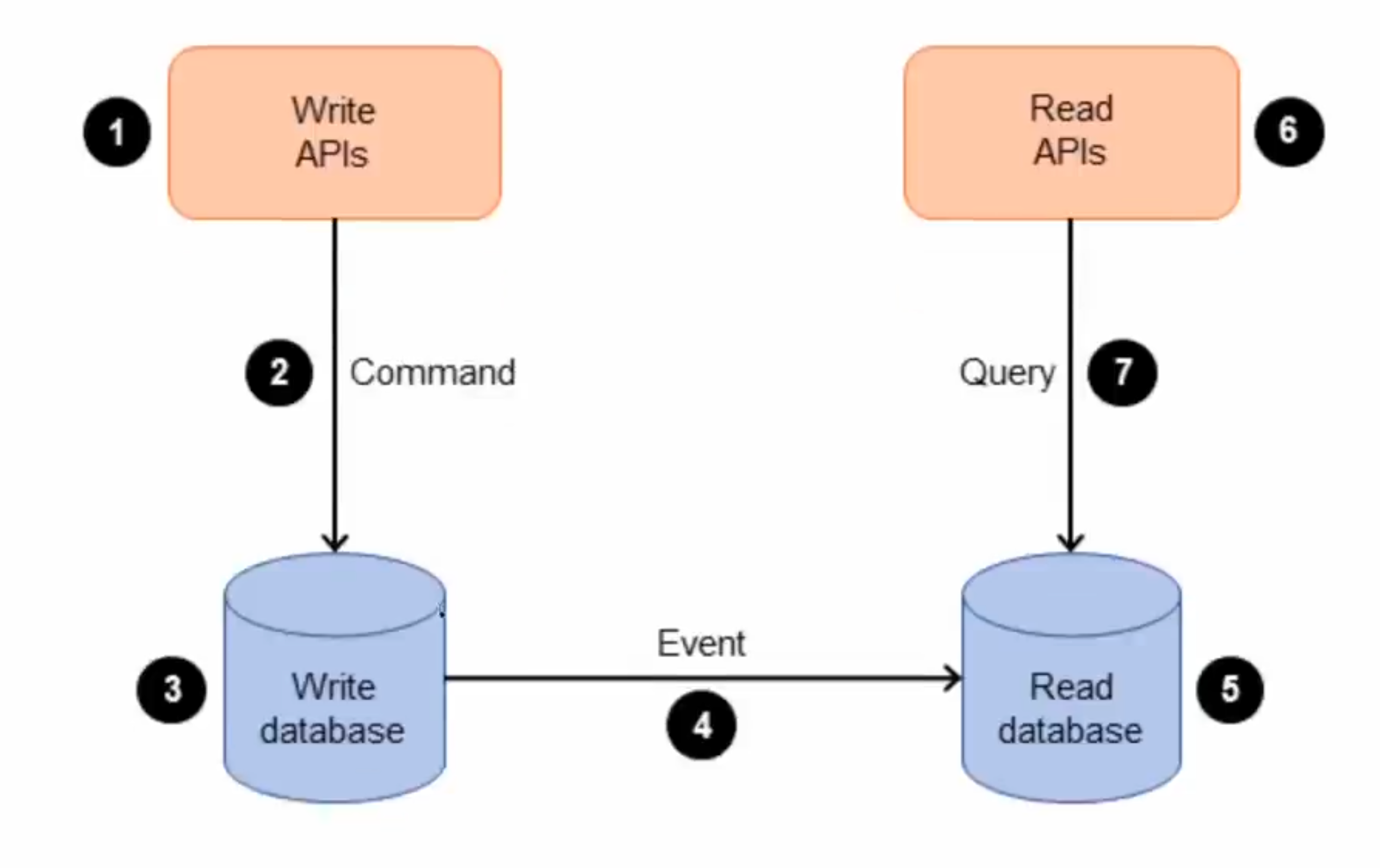 1
Write
APIs
Read
APIs
6
2
Command
Query
7
Event
3
Write
database
4
Read
database
5